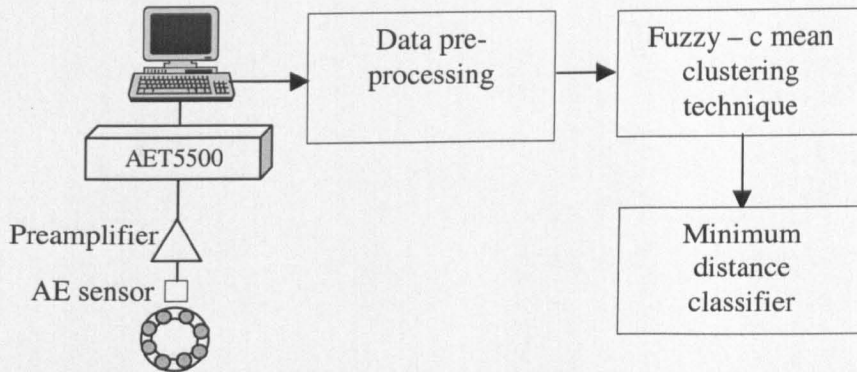 Data pre-
processing
Fuzzy – c mean
clustering
technique
AET5500
Preamplifier
AE sensor
Minimum
distance
classifier